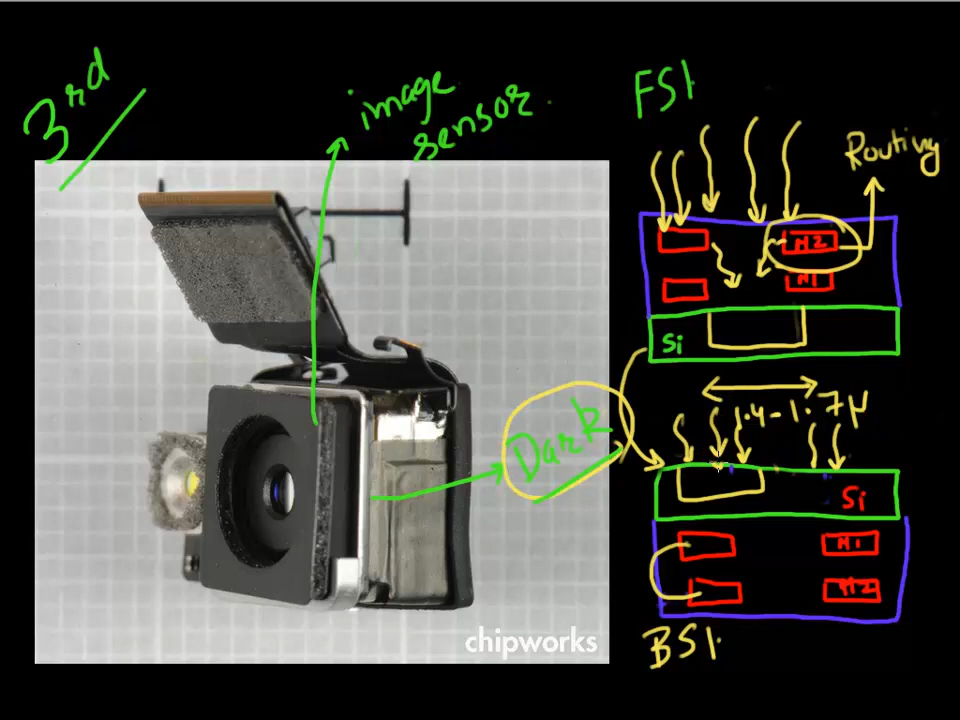 3rd
image
sensor
Dark
chipworks
FSI
Routing
M2
M1
Si
1.4-1.7µ
Si
M1
M2
BSI